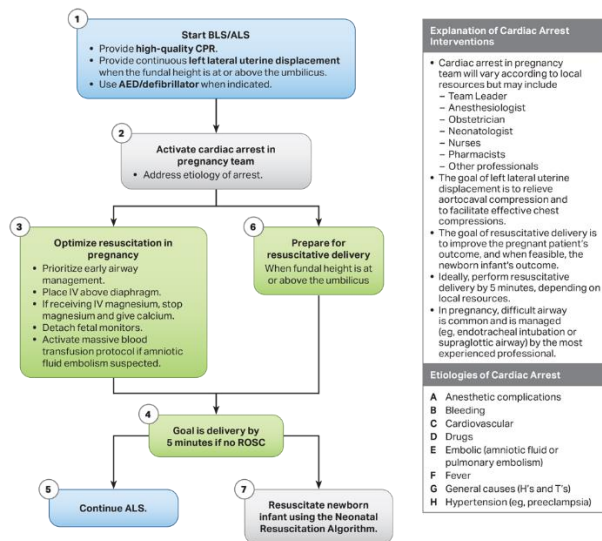 1
Start BLS/ALS
• Provide high-quality CPR.
• Provide continuous left lateral uterine displacement
when the fundal height is at or above the umbilicus.
• Use AED/defibrillator when indicated.
2
Activate cardiac arrest in
pregnancy team
• Address etiology of arrest.
3
Optimize resuscitation in
pregnancy
• Prioritize early airway
management.
• Place IV above diaphragm.
• If receiving IV magnesium, stop
magnesium and give calcium.
• Detach fetal monitors.
• Activate massive blood
transfusion protocol if amniotic
fluid embolism suspected.
6
Prepare for
resuscitative delivery
When fundal height is at
or above the umbilicus
4
Goal is delivery by
5 minutes if no ROSC
5
Continue ALS.
7
Resuscitate newborn
infant using the Neonatal
Resuscitation Algorithm.
Explanation of Cardiac Arrest
Interventions
• Cardiac arrest in pregnancy
team will vary according to local
resources but may include
– Team Leader
– Anesthesiologist
– Obstetrician
– Neonatologist
– Nurses
– Pharmacists
– Other professionals
• The goal of left lateral uterine
displacement is to relieve
aortocaval compression and
to facilitate effective chest
compressions.
• The goal of resuscitative delivery is
to improve the pregnant patient's
outcome, and when feasible, the
newborn infant's outcome.
• Ideally, perform resuscitative
delivery by 5 minutes, depending on
local resources.
• In pregnancy, difficult airway
is common and is managed
(eg, endotracheal intubation or
supraglottic airway) by the most
experienced professional.
Etiologies of Cardiac Arrest
A Anesthetic complications
B Bleeding
C Cardiovascular
D Drugs
E Embolic (amniotic fluid or
pulmonary embolism)
F Fever
G General causes (H's and T's)
H Hypertension (eg, preeclampsia)